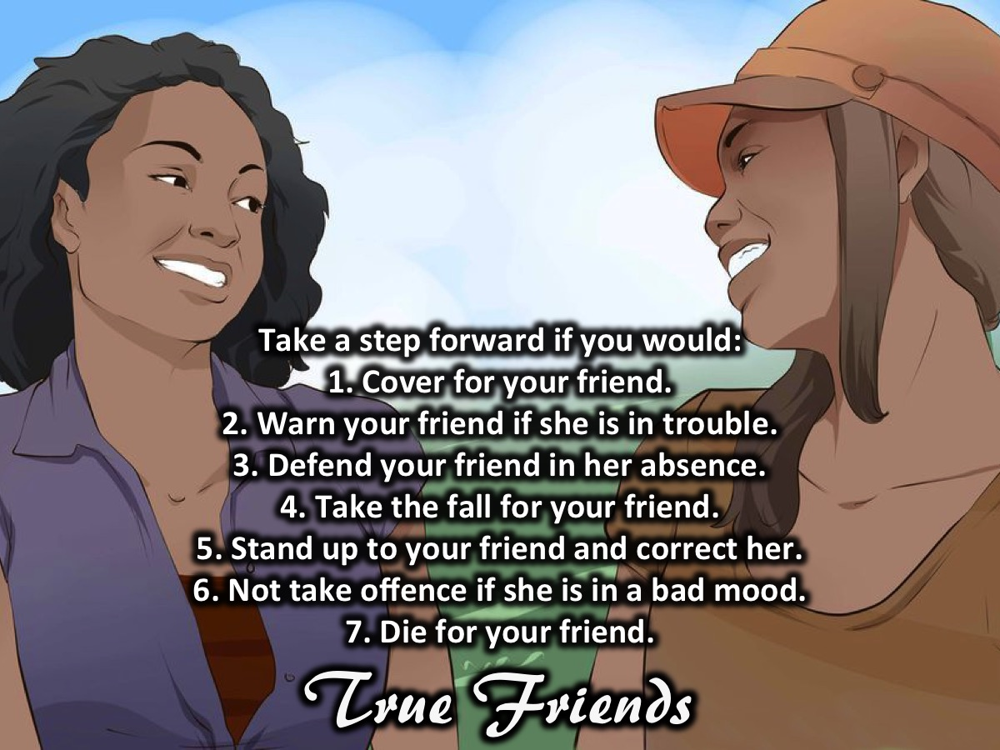 Take a step forward if you would:
1. Cover for your friend.
2. Warn your friend if she is in trouble.
3. Defend your friend in her absence.
4. Take the fall for your friend.
5. Stand up to your friend and correct her.
6. Not take offence if she is in a bad mood.
7. Die for your friend.
True Friends